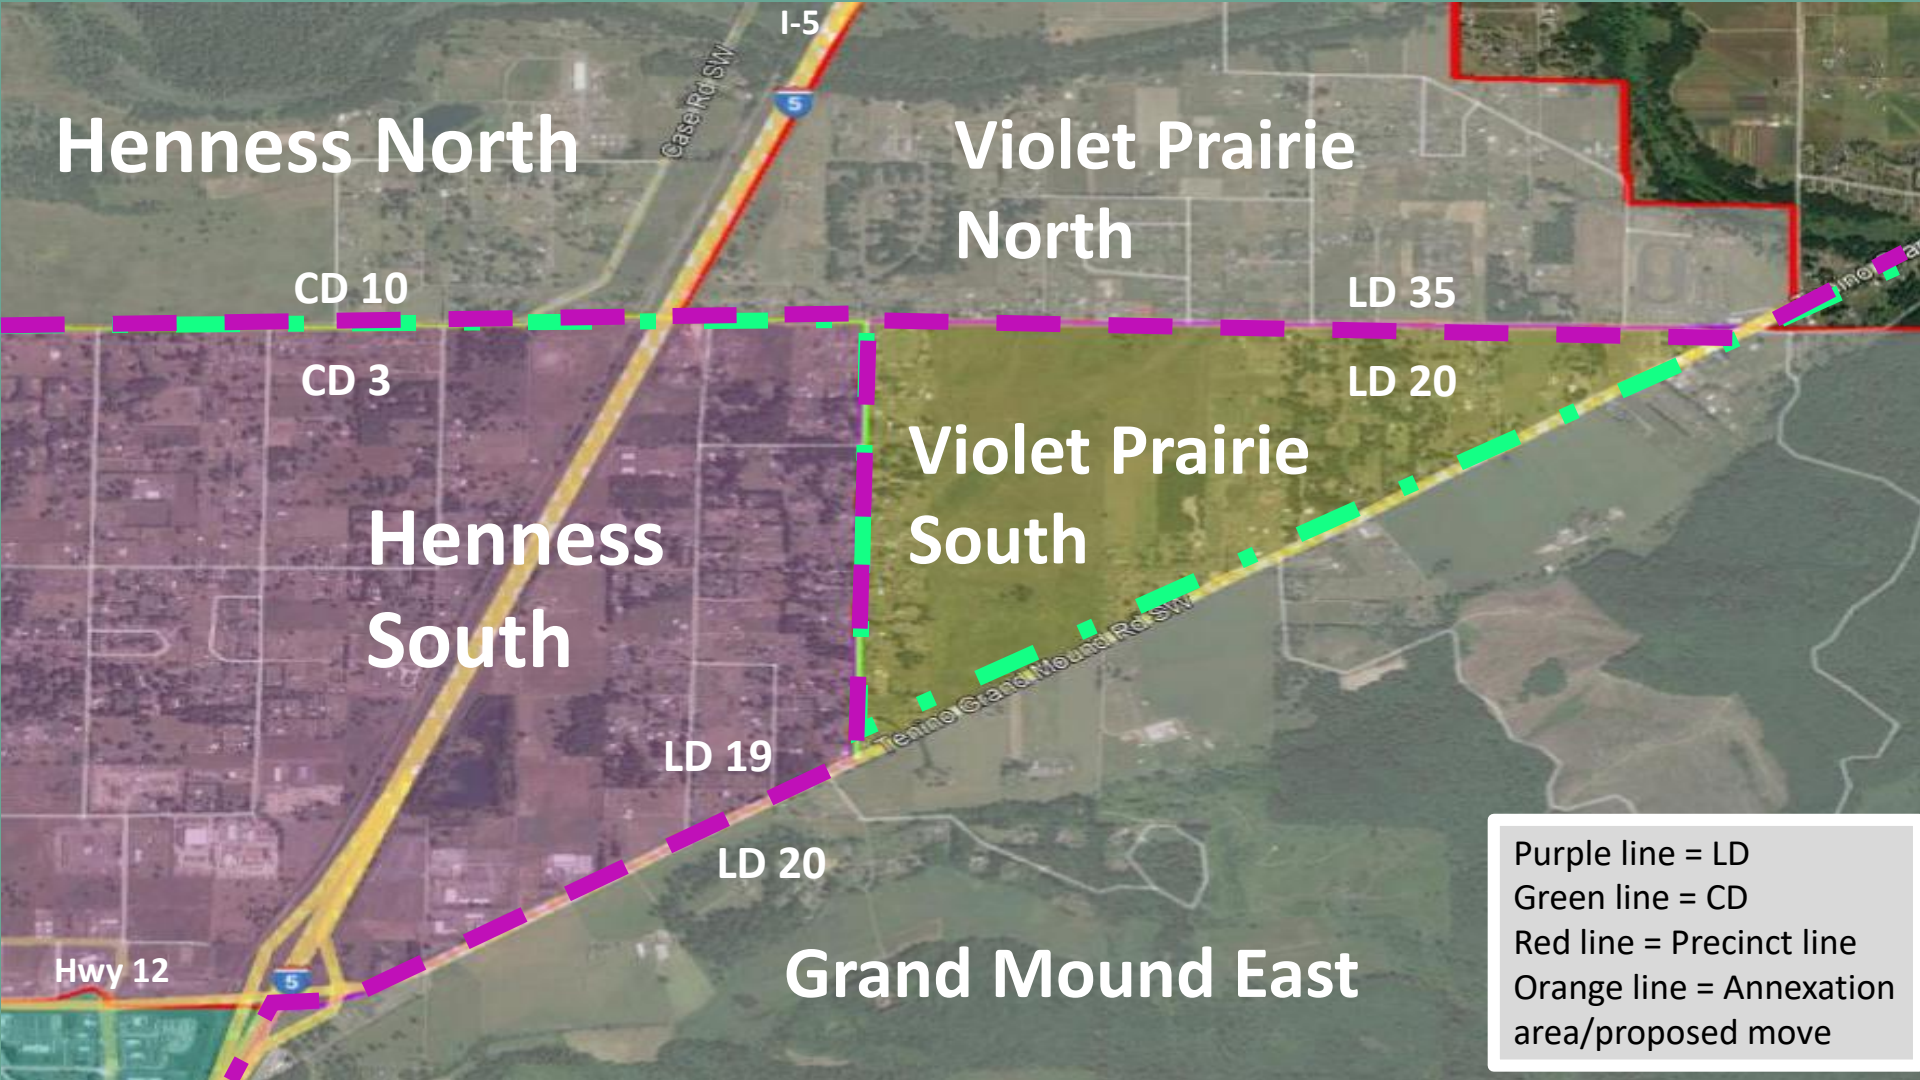 I-5
Case Rd SW
5
Henness North
Violet Prairie
North
CD 10
LD 35
CD 3
LD 20
Violet Prairie
South
Henness
South
Tenino Grand Mound Rd SW
LD 19
LD 20
Grand Mound East
Hwy 12
5
Purple line = LD
Green line = CD
Red line = Precinct line
Orange line = Annexation
area/proposed move